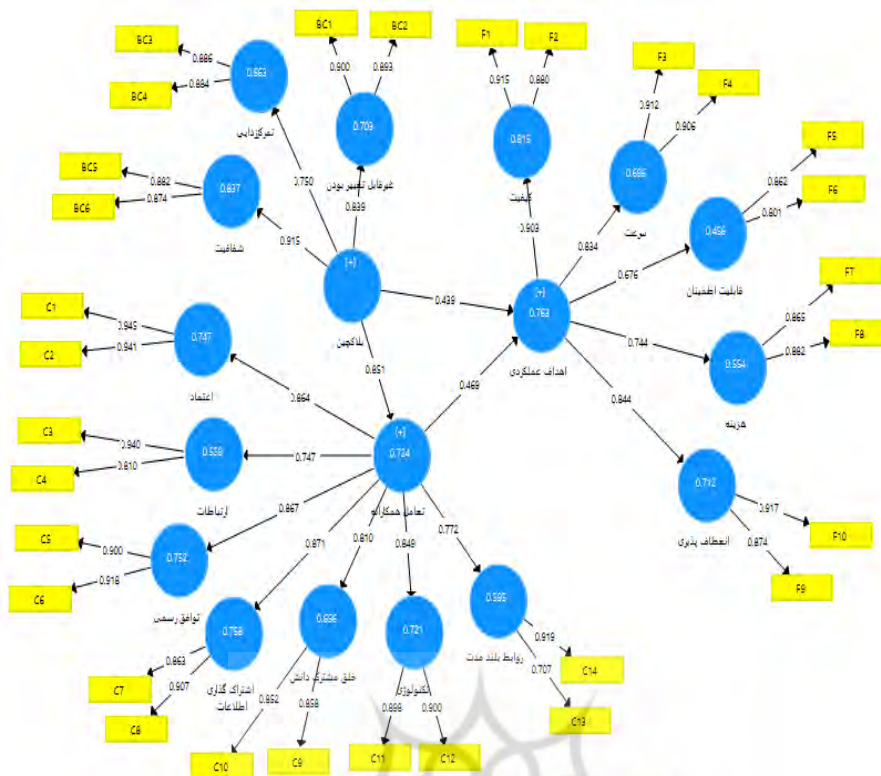 BC1
BC2
F1
F2
BC3
0.886
0.884
BC4
0.563
تمرکززدایی
0.900
0.893
0.703
غیرقابل تغییر بودن
0.915
0.880
0.815
کیفیت
F3
F4
0.912
0.906
0.695
سرعت
F5
F6
0.862
0.801
0.456
قابلیت اطمینان
BC5
BC6
0.882
0.874
0.837
شفافیت
0.750
0.839
0.915
0.903
0.834
0.676
[+]
بلاکچین
0.439
[+]
0.763
اهداف عملکردی
0.744
F7
F8
0.865
0.882
0.554
هزینه
C1
C2
0.945
0.941
0.747
اعتماد
0.851
0.864
0.469
0.844
C3
C4
0.940
0.810
0.558
ارتباطات
0.747
[+]
0.724
تعامل همکارانه
0.712
انعطاف پذیری
0.917
0.874
F10
F9
C5
C6
0.900
0.918
0.752
توافق رسمی
0.867
0.871
0.810
0.849
0.772
0.758
اشتراک گذاری
اطلاعات
0.656
خلق مشترک دانش
0.721
تکنولوژی
0.595
روابط بلند مدت
C7
C8
0.863
0.907
0.852
0.858
0.898
0.900
0.919
0.707
C14
C13
C10
C9
C11
C12